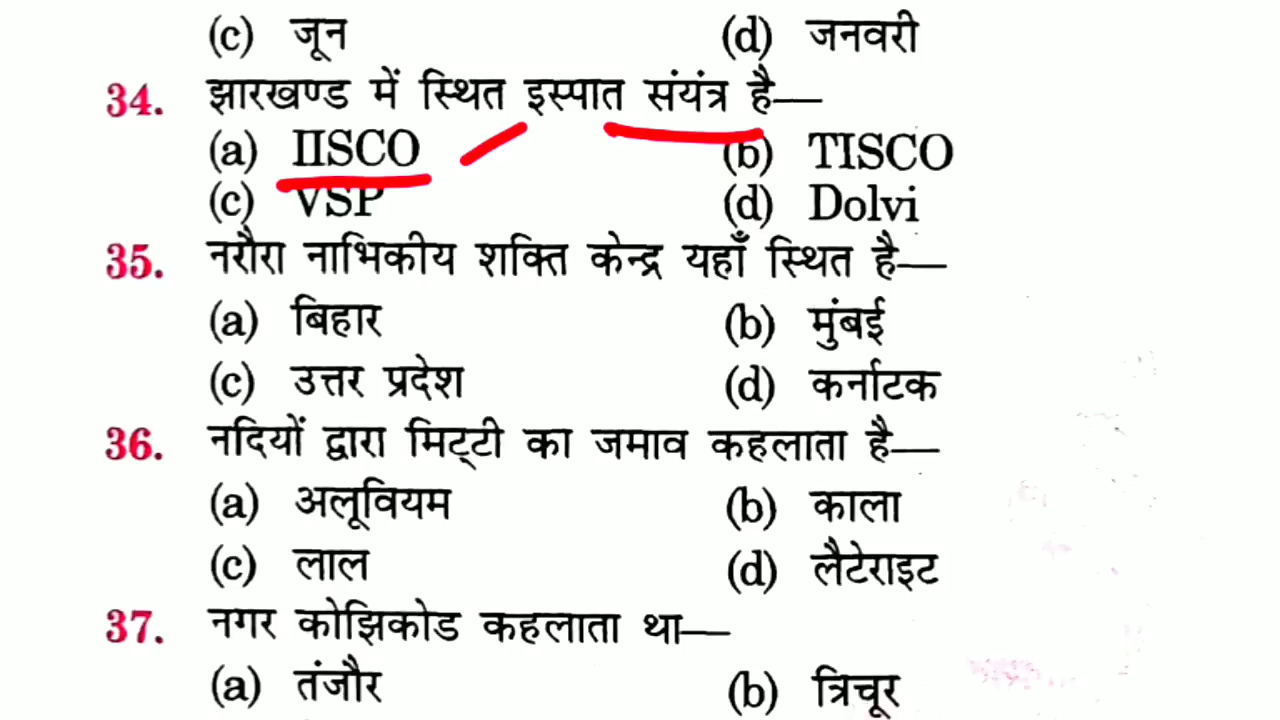 (c) जून (d) जनवरी
34. झारखण्ड में स्थित इस्पात संयंत्र है—
(a) IISCO (b) TISCO
(c) VSP (d) Dolvi
35. नरौरा नाभिकीय शक्ति केन्द्र यहाँ स्थित है—
(a) बिहार (b) मुंबई
(c) उत्तर प्रदेश (d) कर्नाटक
36. नदियों द्वारा मिट्‌टी का जमाव कहलाता है—
(a) अलूवियम (b) काला
(c) लाल (d) लैटेराइट
37. नगर कोझिकोड कहलाता था—
(a) तंजौर (b) त्रिचूर